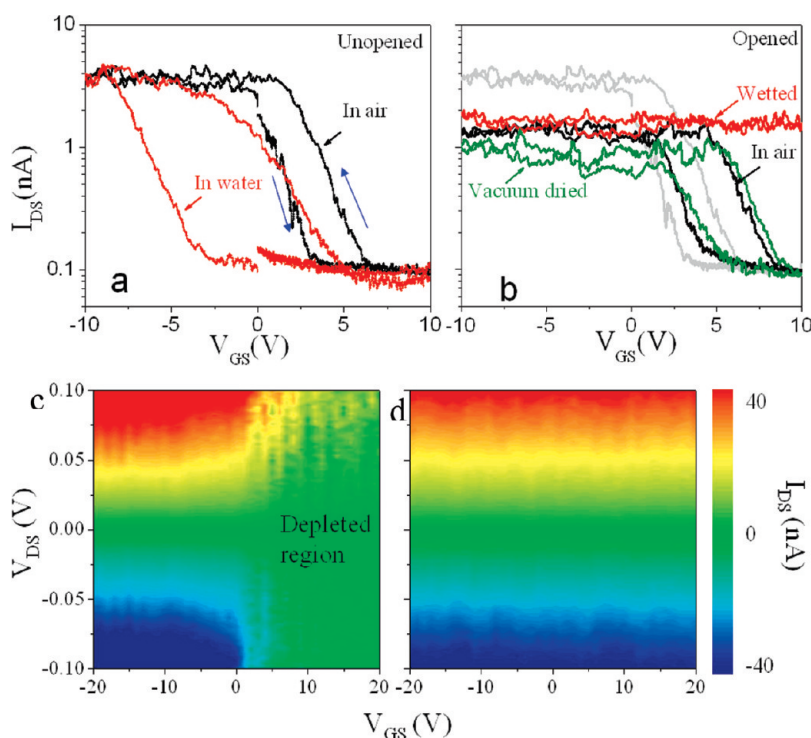 10
1
0.1
I_DS(nA)
Unopened
In air
In water
a
-10
-5
0
5
10
V_GS(V)
Opened
Wetted
In air
Vacuum dried
b
-10
-5
0
5
10
V_GS(V)
c
0.10
0.05
0.00
-0.05
-0.10
V_DS (V)
Depleted
region
-20
-10
0
10
20
d
-20
-10
0
10
20
V_GS(V)
40
0
-40
I_DS (nA)